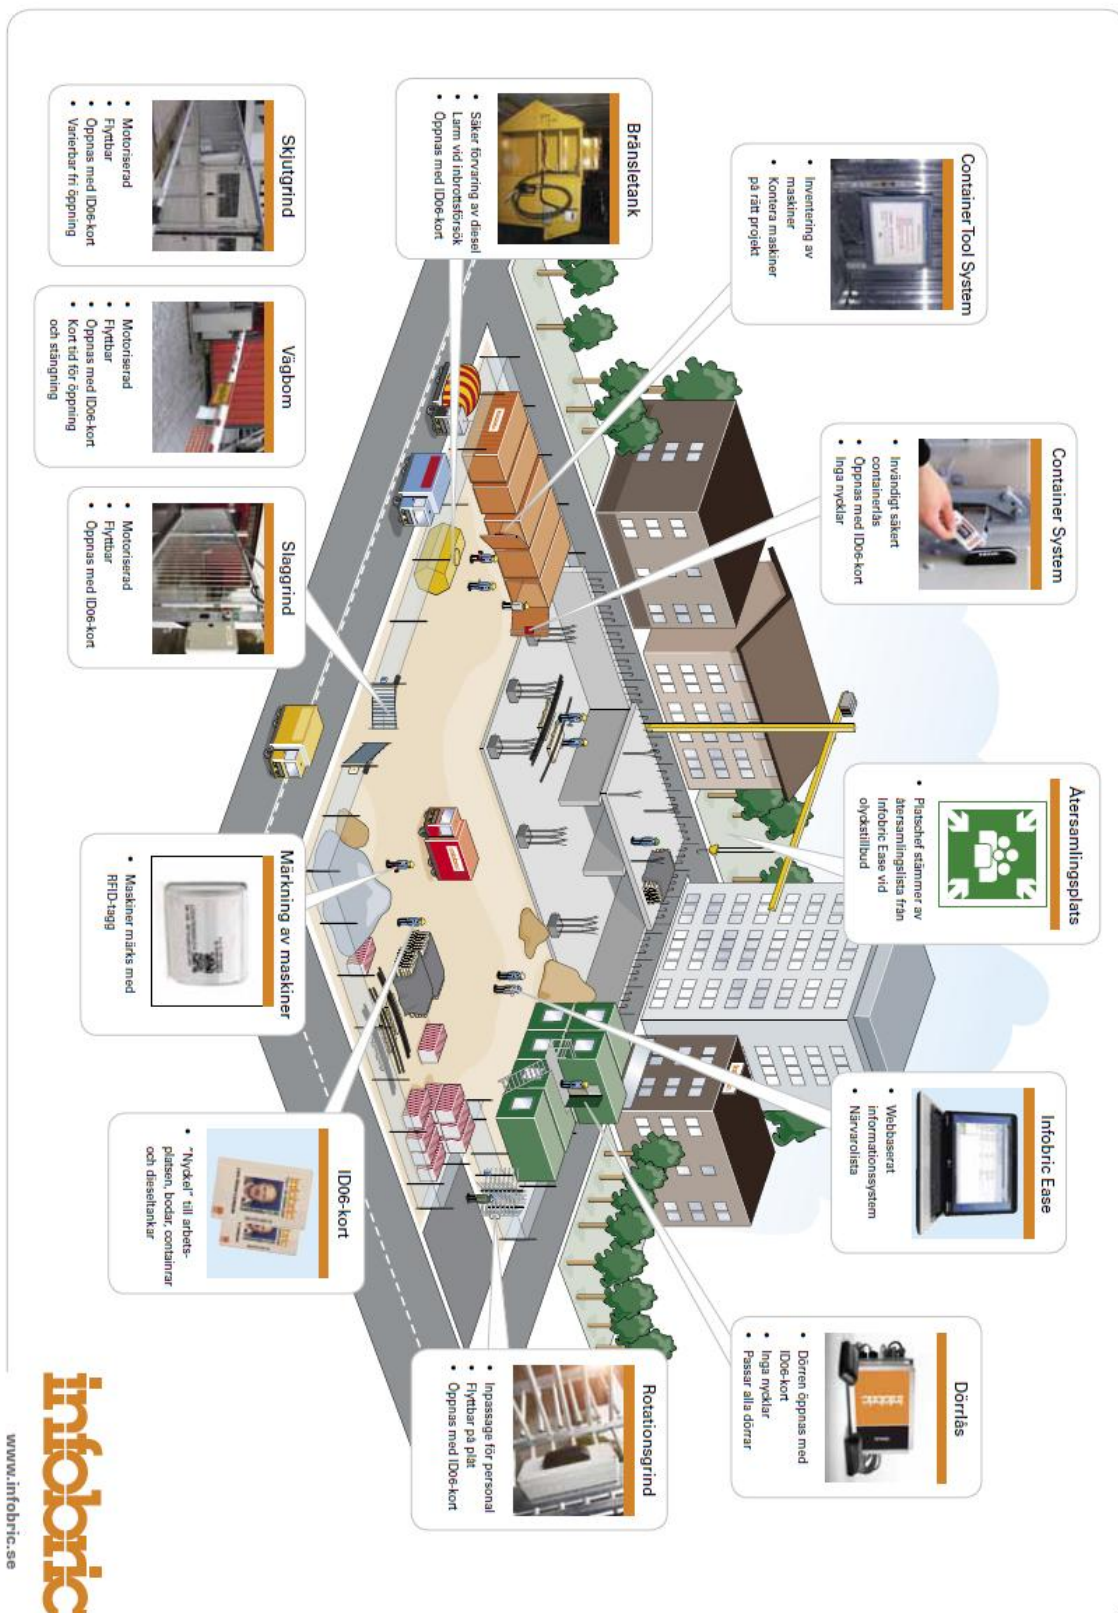 Container Tool System
• Inventering av
maskiner
• Kontera maskiner
på rätt projekt
Container System
• Invändigt säkert
containerlås
• Öppnas med ID06-kort
• Inga nycklar
Återsamlingsplats
• Platschef stämmer av
återsamlingslista från
Infobric Ease vid
olyckstillbud
Infobric Ease
• Webbaserat
informationssystem
• Närvarolista
Dörrlås
• Dörren öppnas med
ID06-kort
• Inga nycklar
• Passar alla dörrar
Bränsletank
• Säker förvaring av diesel
• Larm vid inbrottsförsök
• Öppnas med ID06-kort
Rotationsgrind
• Inpassage för personal
• Flyttbar på plåt
• Öppnas med ID06-kort
Skjutgrind
• Motoriserad
• Flyttbar
• Öppnas med ID06-kort
• Varierbar fri öppning
Vägbom
• Motoriserad
• Flyttbar
• Öppnas med ID06-kort
• Kort tid för öppning
och stängning
Slaggrind
• Motoriserad
• Flyttbar
• Öppnas med ID06-kort
Märkning av maskiner
• Maskiner märks med
RFID-tagg
ID06-kort
• "Nyckel" till arbets-
platsen, bodar, containrar
och dieseltankar
infobric
www.infobric.se